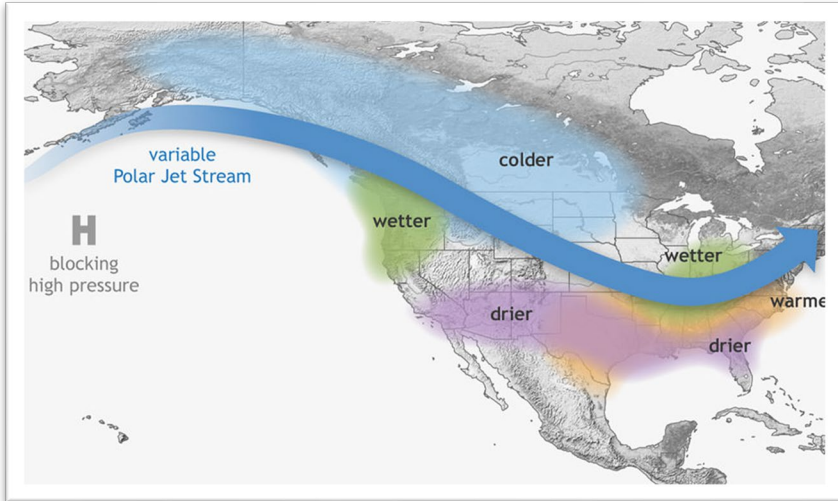 variable
Polar Jet Stream
H
blocking
high pressure
colder
wetter
wetter
warme
drier
drier